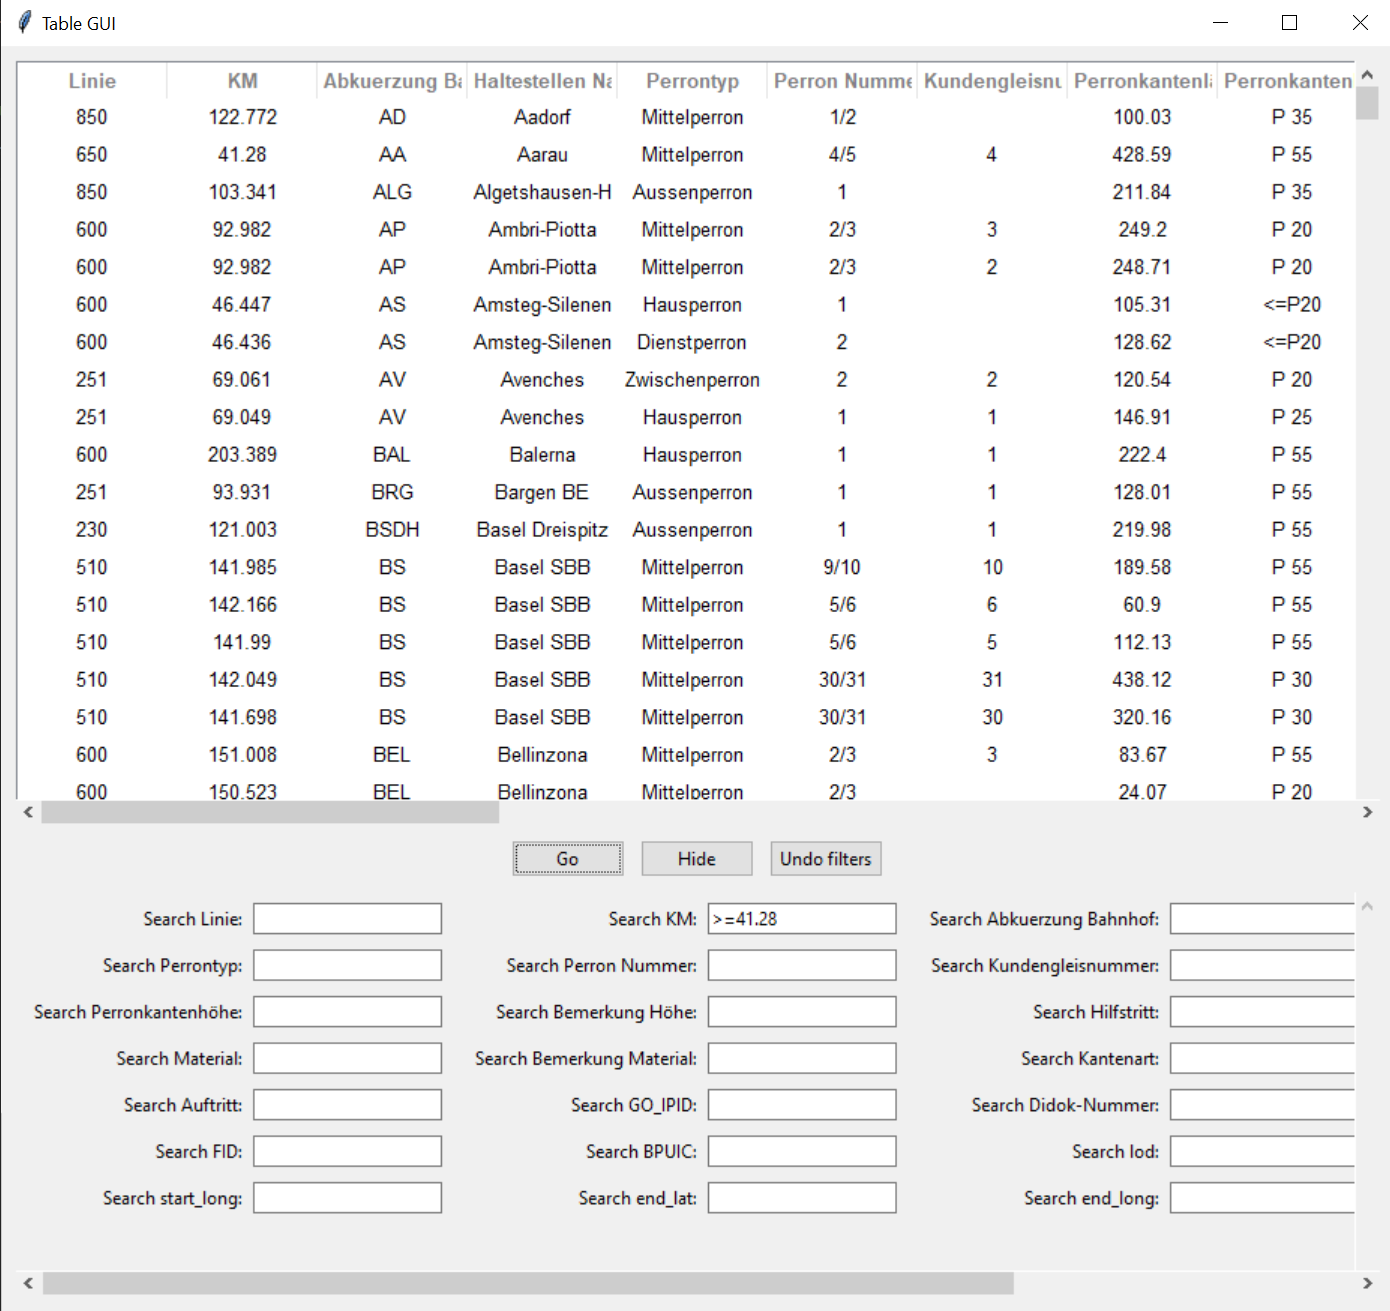 Table GUI
Linie KM Abkuerzung Ba Haltestellen Na Perrontyp Perron Numme Kundengleisnu Perronkantenlä Perronkanten
850 122.772 AD Aadorf Mittelperron 1/2 100.03 P 35
650 41.28 AA Aarau Mittelperron 4/5 4 428.59 P 55
850 103.341 ALG Algetshausen-H Aussenperron 1 211.84 P 35
600 92.982 AP Ambri-Piotta Mittelperron 2/3 3 249.2 P 20
600 92.982 AP Ambri-Piotta Mittelperron 2/3 2 248.71 P 20
600 46.447 AS Amsteg-Silenen Hausperron 1 105.31 <=P20
600 46.436 AS Amsteg-Silenen Dienstperron 2 128.62 <=P20
251 69.061 AV Avenches Zwischenperron 2 2 120.54 P 20
251 69.049 AV Avenches Hausperron 1 1 146.91 P 25
600 203.389 BAL Balerna Hausperron 1 1 222.4 P 55
251 93.931 BRG Bargen BE Aussenperron 1 1 128.01 P 55
230 121.003 BSDH Basel Dreispitz Aussenperron 1 1 219.98 P 55
510 141.985 BS Basel SBB Mittelperron 9/10 10 189.58 P 55
510 142.166 BS Basel SBB Mittelperron 5/6 6 60.9 P 55
510 141.99 BS Basel SBB Mittelperron 5/6 5 112.13 P 55
510 142.049 BS Basel SBB Mittelperron 30/31 31 438.12 P 30
510 141.698 BS Basel SBB Mittelperron 30/31 30 320.16 P 30
600 151.008 BEL Bellinzona Mittelperron 2/3 3 83.67 P 55
600 150.523 BEL Bellinzona Mittelperron 2/3 24.07 P 20
Go Hide Undo filters
Search Linie: Search KM: >=41.28 Search Abkuerzung Bahnhof:
Search Perrontyp: Search Perron Nummer: Search Kundengleisnummer:
Search Perronkantenhöhe: Search Bemerkung Höhe: Search Hilfstritt:
Search Material: Search Bemerkung Material: Search Kantenart:
Search Auftritt: Search GO_IPID: Search Didok-Nummer:
Search FID: Search BPUIC: Search lod:
Search start_long: Search end_lat: Search end_long: